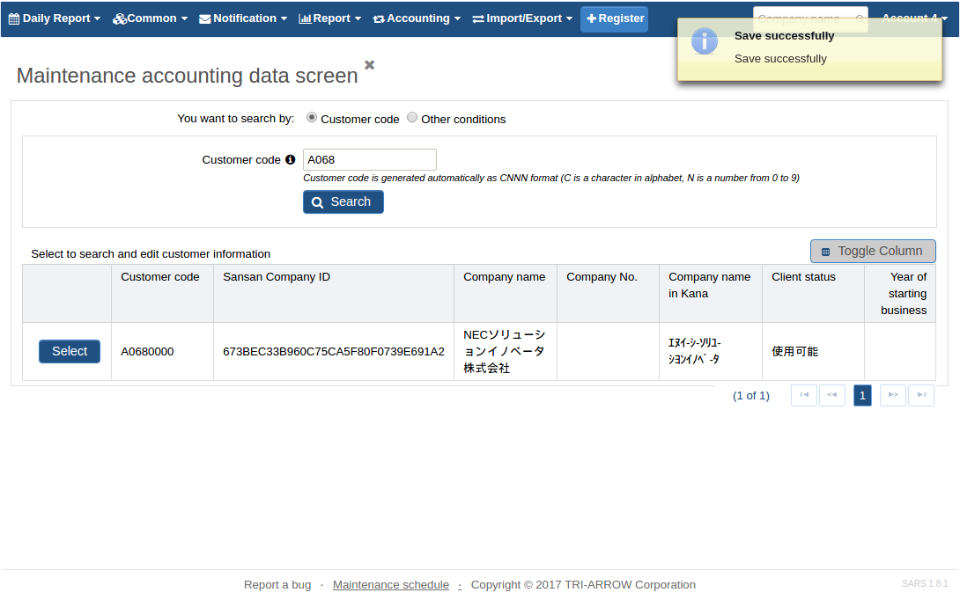 Daily Report Common Notification Report Accounting Import/Export Register Company name Account 4
Save successfully
Save successfully
Maintenance accounting data screen
You want to search by: Customer code Other conditions
Customer code A068
Customer code is generated automatically as CNNN format (C is a character in alphabet, N is a number from 0 to 9)
Search
Select to search and edit customer information
Toggle Column
Customer code Sansan Company ID Company name Company No. Company name in Kana Client status Year of starting business
Select A0680000 673BEC33B960C75CA5F80F0739E691A2
NECソリューシ
ョンイノベータ
株式会社
ｴﾇｲｰｼｰｿﾘﾕｰ
ｼﾖﾝｲﾉﾍﾞｰﾀ
使用可能
(1 of 1) 1
Report a bug · Maintenance schedule · Copyright © 2017 TRI-ARROW Corporation
SARS 1.8.1